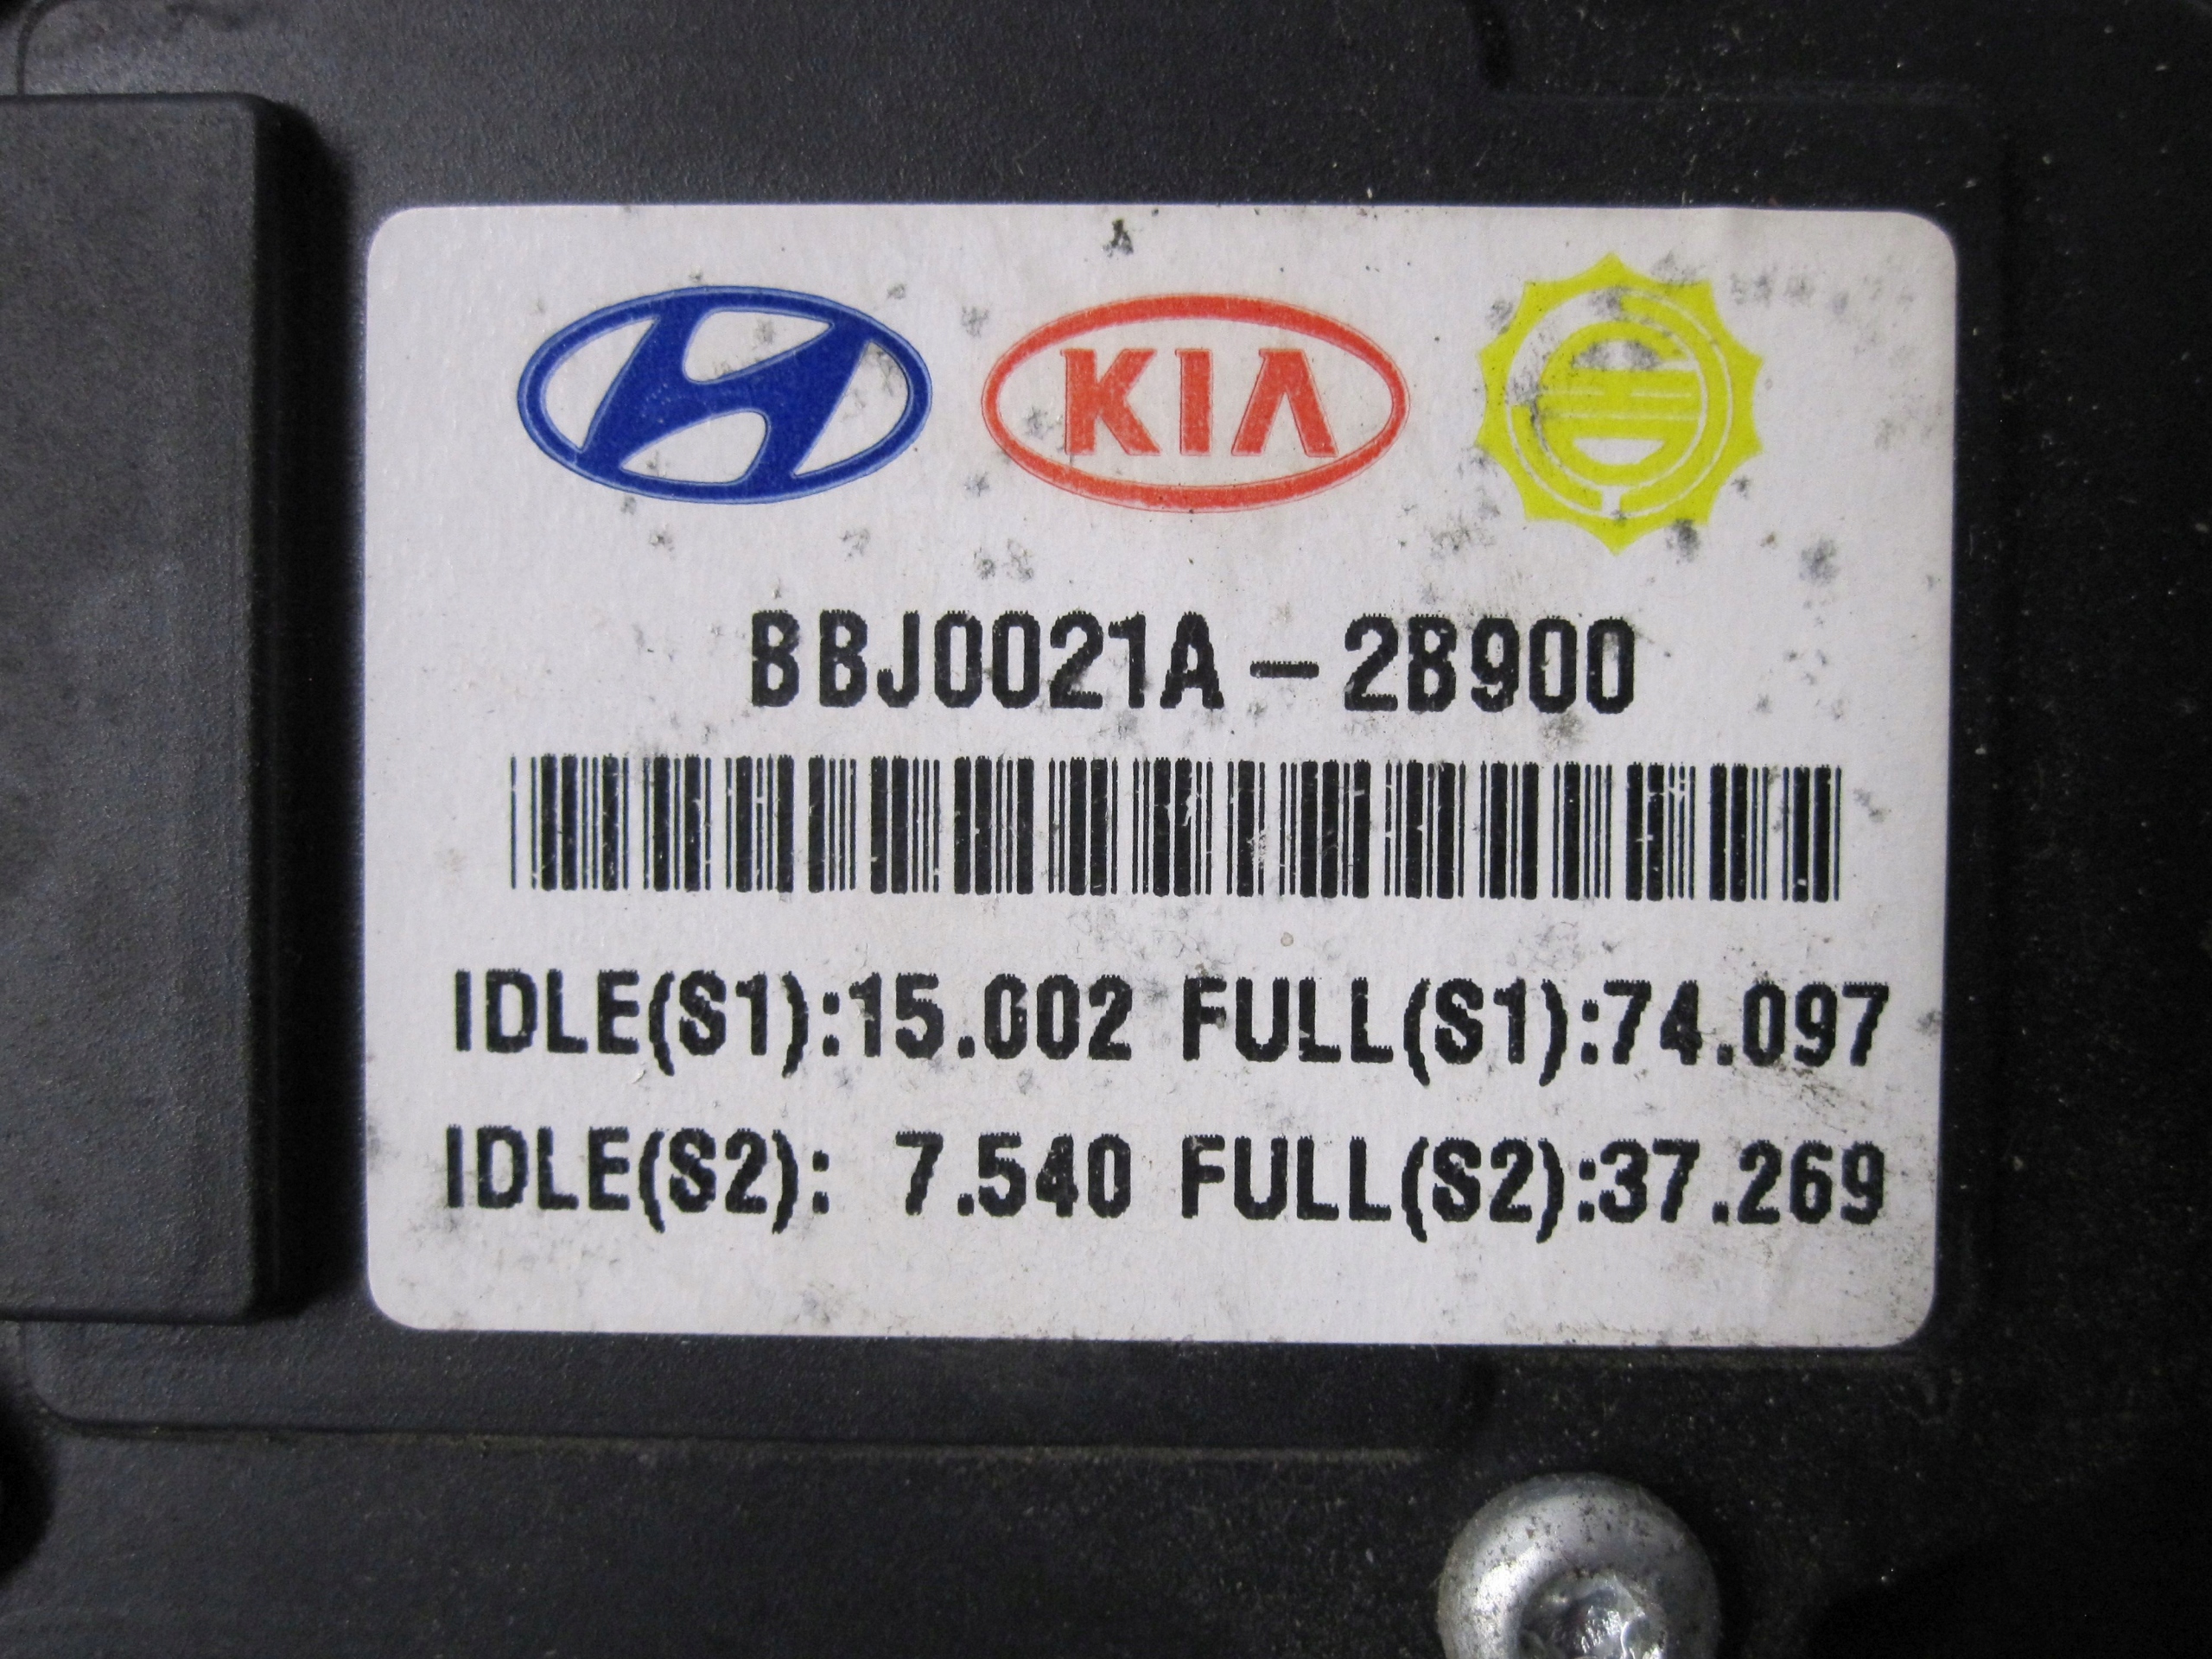 KIA
BBJ0021A-2B900
IDLE(S1):15.002 FULL(S1):74.097
IDLE(S2): 7.540 FULL(S2):37.269